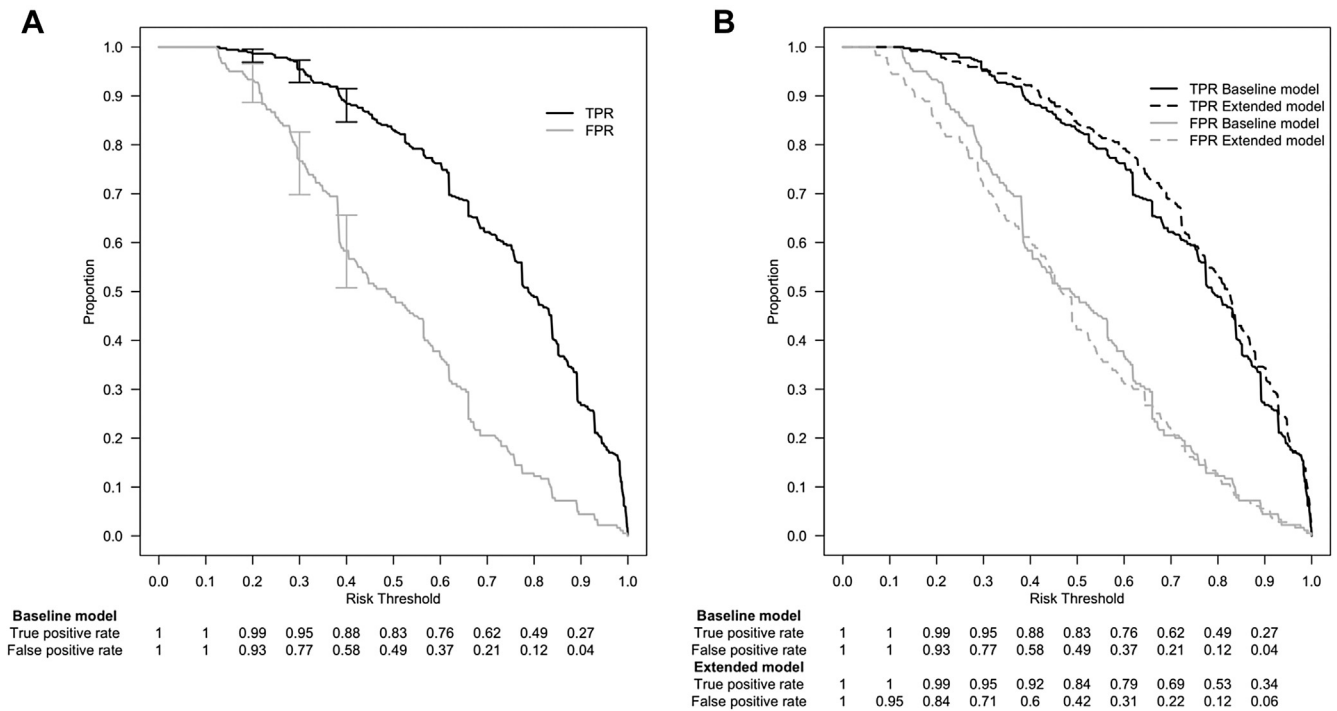 A
1.0
0.9
0.8
0.7
0.6
0.5
0.4
0.3
0.2
0.1
0.0
Proportion
TPR
FPR
0.0 0.1 0.2 0.3 0.4 0.5 0.6 0.7 0.8 0.9 1.0
Risk Threshold
Baseline model
True positive rate 1 1 0.99 0.95 0.88 0.83 0.76 0.62 0.49 0.27
False positive rate 1 1 0.93 0.77 0.58 0.49 0.37 0.21 0.12 0.04
B
1.0
0.9
0.8
0.7
0.6
0.5
0.4
0.3
0.2
0.1
0.0
Proportion
TPR Baseline model
TPR Extended model
FPR Baseline model
FPR Extended model
0.0 0.1 0.2 0.3 0.4 0.5 0.6 0.7 0.8 0.9 1.0
Risk Threshold
Baseline model
True positive rate 1 1 0.99 0.95 0.88 0.83 0.76 0.62 0.49 0.27
False positive rate 1 1 0.93 0.77 0.58 0.49 0.37 0.21 0.12 0.04
Extended model
True positive rate 1 1 0.99 0.95 0.92 0.84 0.79 0.69 0.53 0.34
False positive rate 1 0.95 0.84 0.71 0.6 0.42 0.31 0.22 0.12 0.06